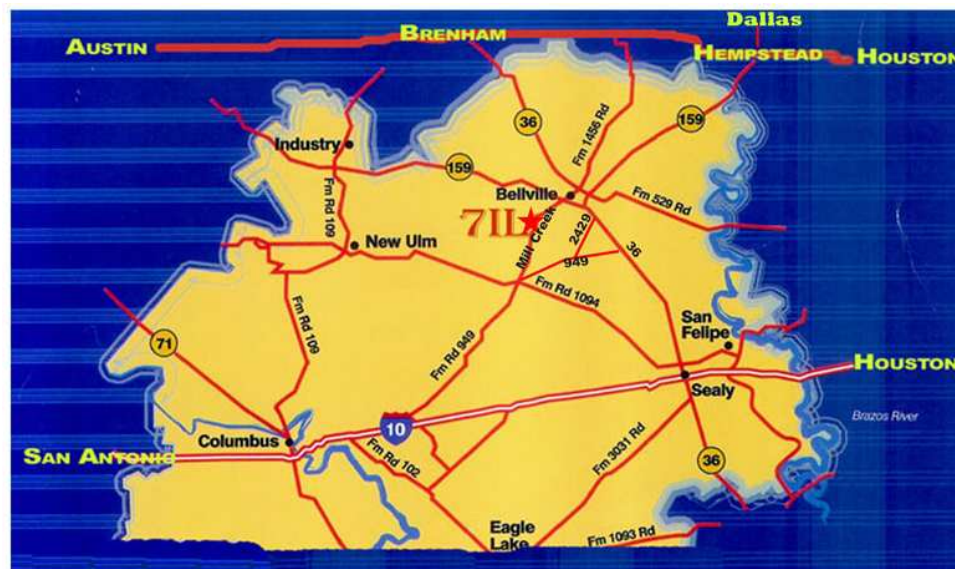 Dallas
BRENHAM
AUSTIN
HEMPSTEAD
HOUSTON
36
Fm 1456 Rd
159
Industry
159
Fm Rd 109
Bellville
Fm 529 Rd
7IL
Mill Creek
2429
36
New Ulm
949
Fm Rd 1094
San
Felipe
Fm Rd 109
71
Fm Rd 949
HOUSTON
Sealy
Brazos River
10
Columbus
SAN ANTONIO
Fm Rd 102
Fm 3031 Rd
36
Eagle
Lake
Fm 1093 Rd